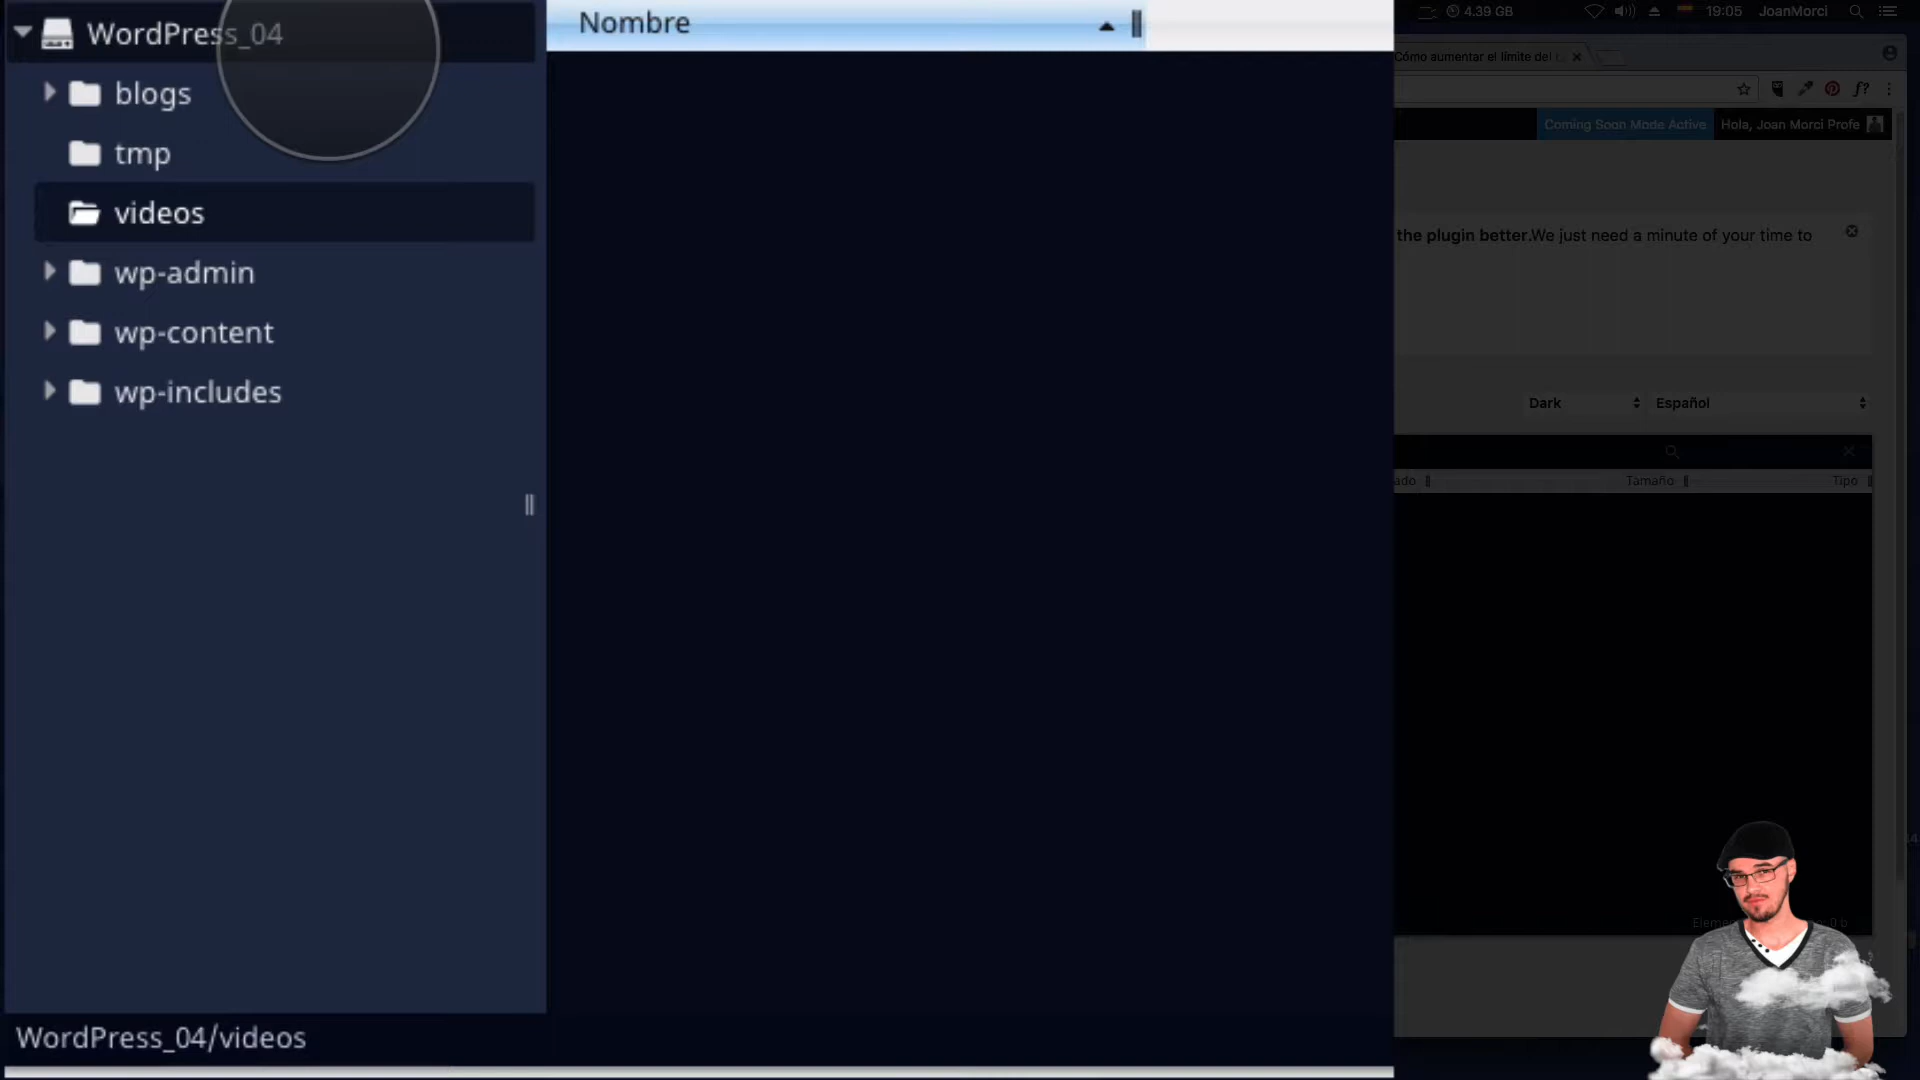 WordPress_04
blogs
tmp
videos
wp-admin
wp-content
wp-includes
WordPress_04/videos
Nombre
4.39 GB
19:05
JoanMorci
Cómo aumentar el límite del
f?
Coming Soon Mode Active
Hola, Joan Morci Profe
the plugin better.We just need a minute of your time to
Dark
Español
ado
Tamaño
Tipo